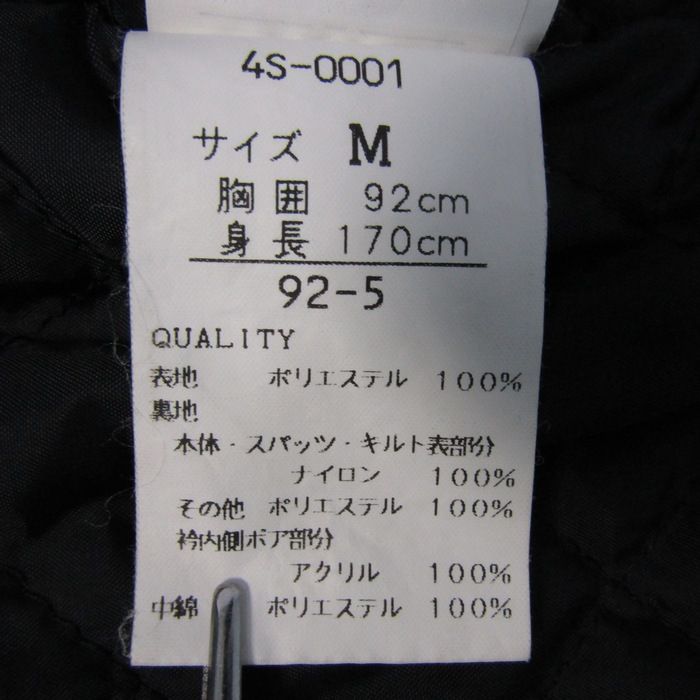 4S-0001
サイズ M
胸囲 92cm
身長 170cm
92-5
QUALITY
表地 ポリエステル 100%
裏地
本体・スパッツ・キルト表部分
ナイロン 100%
その他 ポリエステル 100%
衿内側ボア部分
アクリル 100%
中綿 ポリエステル 100%